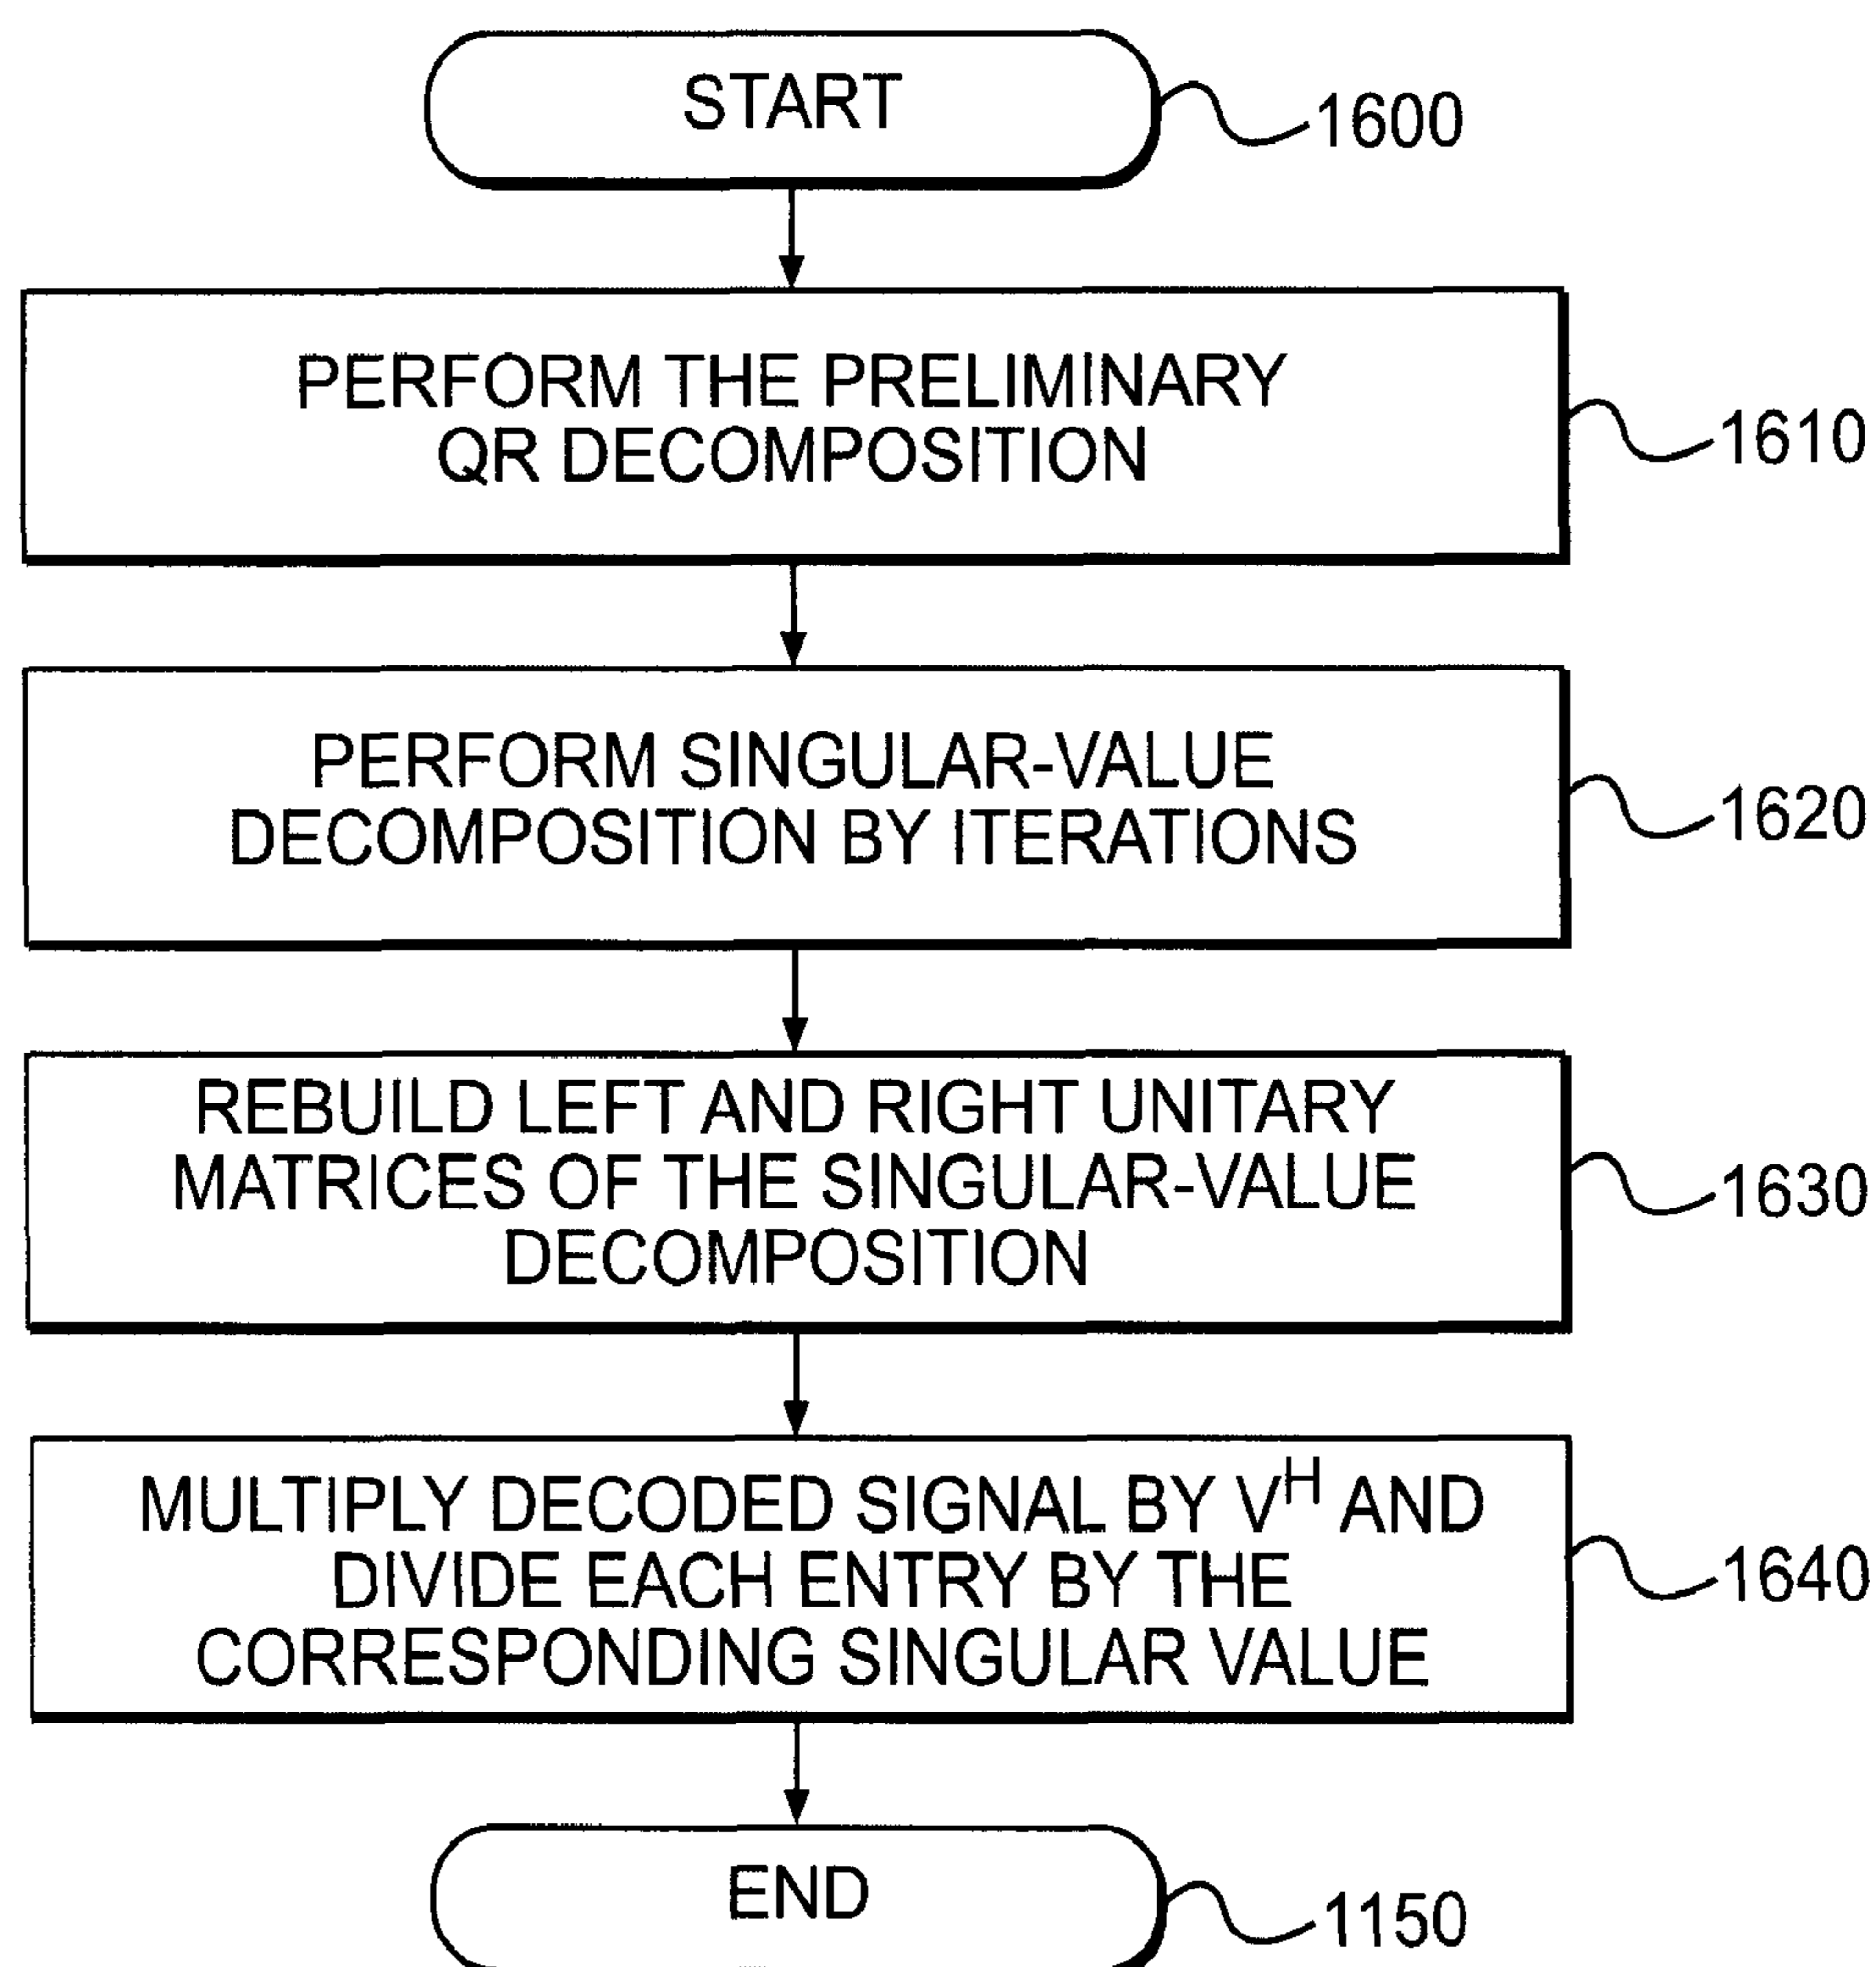 START
1600
PERFORM THE PRELIMINARY
QR DECOMPOSITION
1610
PERFORM SINGULAR-VALUE
DECOMPOSITION BY ITERATIONS
1620
REBUILD LEFT AND RIGHT UNITARY
MATRICES OF THE SINGULAR-VALUE
DECOMPOSITION
1630
MULTIPLY DECODED SIGNAL BY Vᴴ AND
DIVIDE EACH ENTRY BY THE
CORRESPONDING SINGULAR VALUE
1640
END
1150